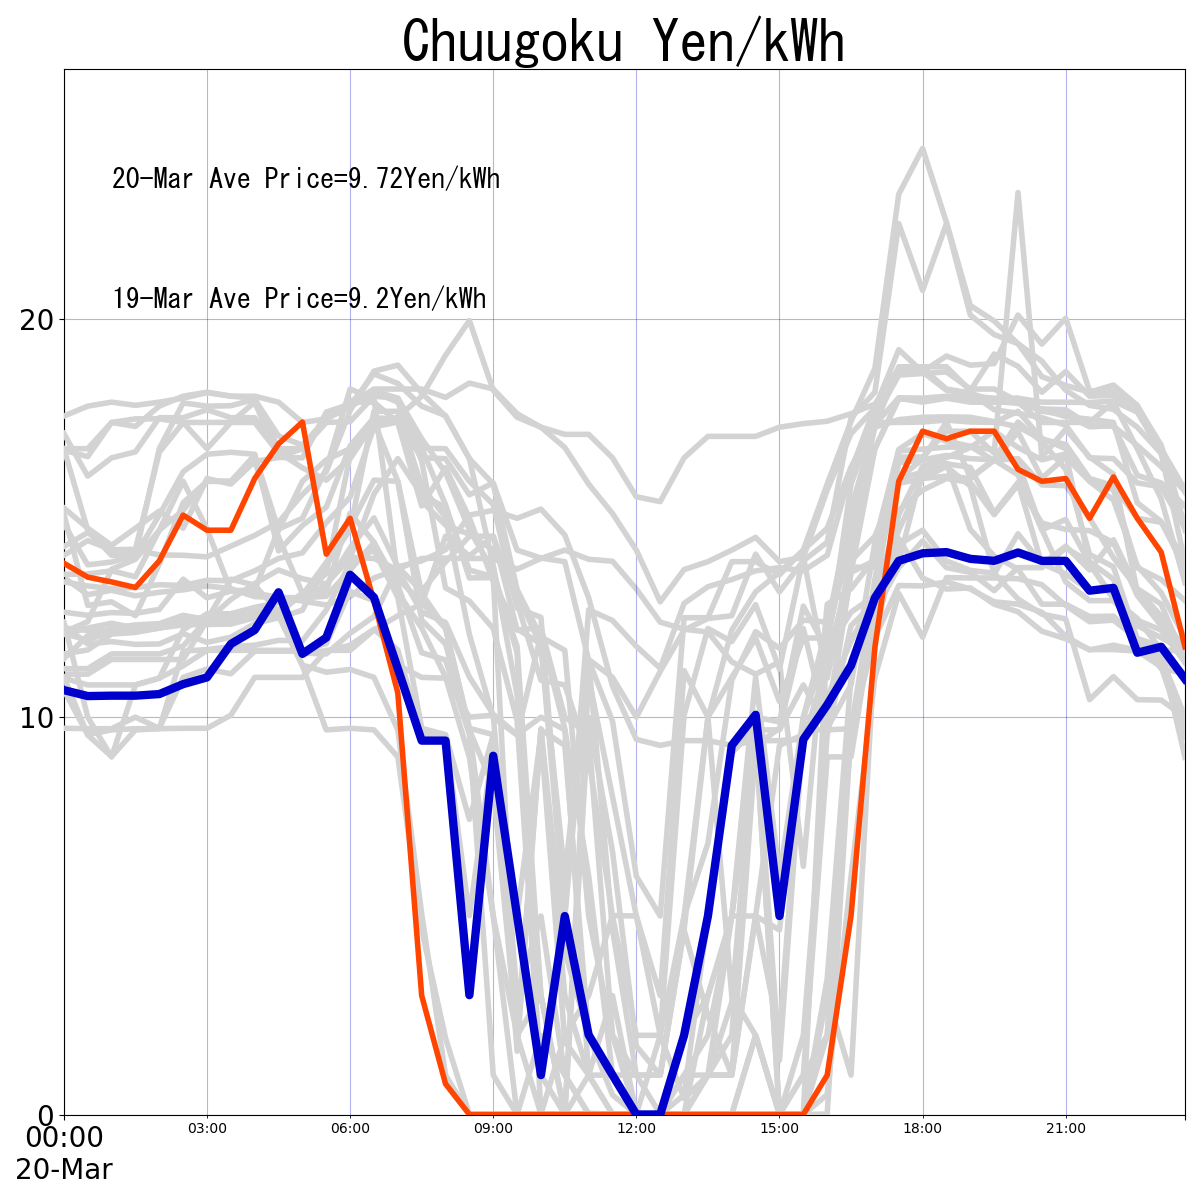 Chuugoku Yen/kWh
20-Mar Ave Price=9.72Yen/kWh
19-Mar Ave Price=9.2Yen/kWh
20
10
0
00:00 03:00 06:00 09:00 12:00 15:00 18:00 21:00
20-Mar